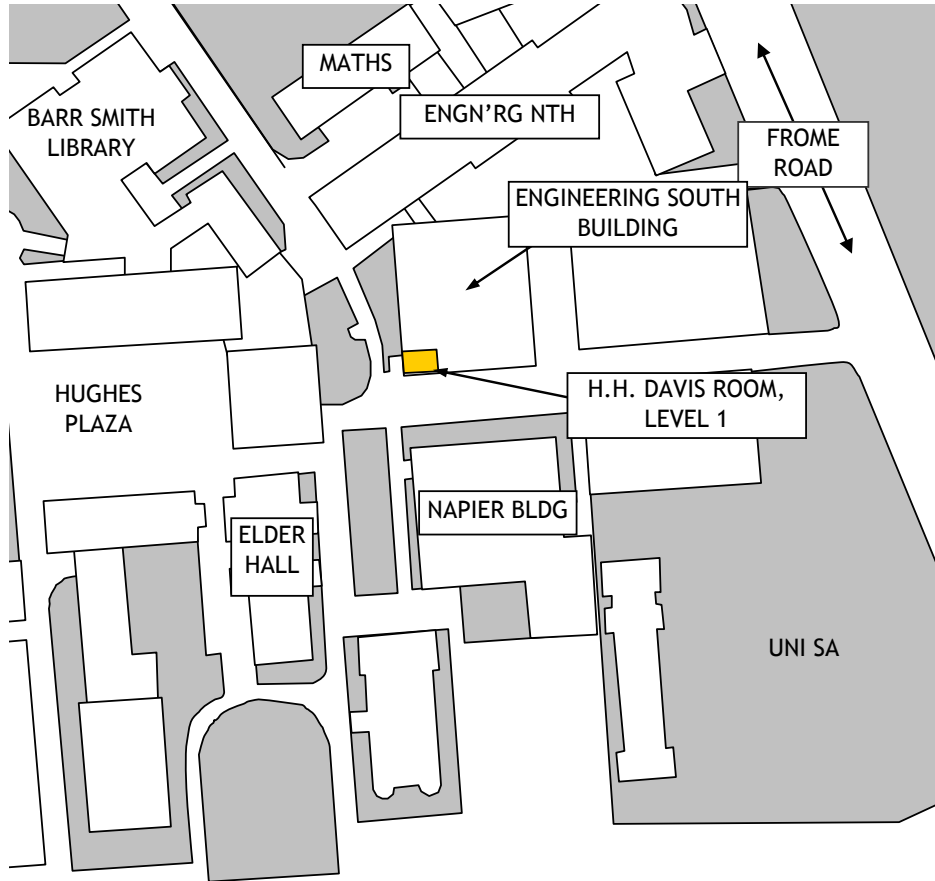 MATHS
BARR SMITH
LIBRARY
ENGN’RG NTH
FROME
ROAD
ENGINEERING SOUTH
BUILDING
HUGHES
PLAZA
H.H. DAVIS ROOM,
LEVEL 1
NAPIER BLDG
ELDER
HALL
UNI SA